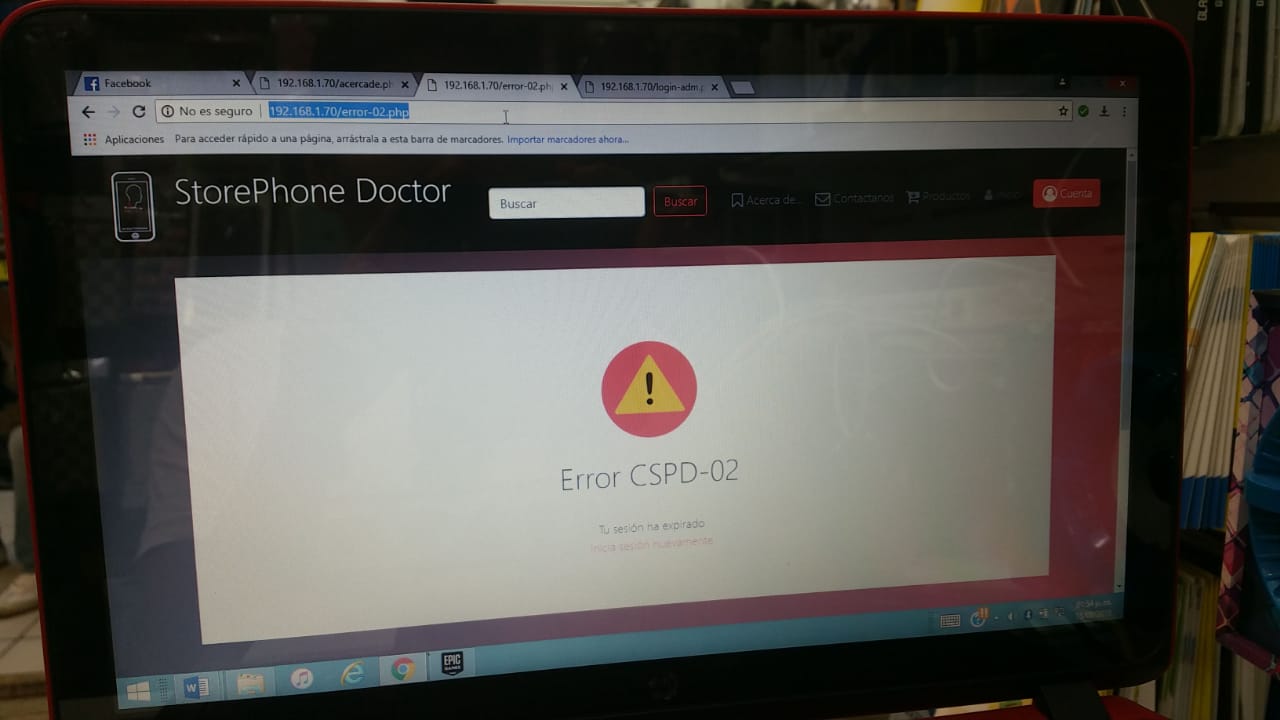 Facebook
192.168.1.70/acercade.ph
192.168.1.70/error-02.php
192.168.1.70/login-adm.p
No es seguro
192.168.1.70/error-02.php
Aplicaciones
Para acceder rápido a una página, arrástrala a esta barra de marcadores.
Importar marcadores ahora...
StorePhone Doctor
Buscar
Buscar
Acerca de...
Contáctanos
Productos
Cuenta
Error CSPD-02
Tu sesión ha expirado
Inicia sesión nuevamente
EPIC
GAMES